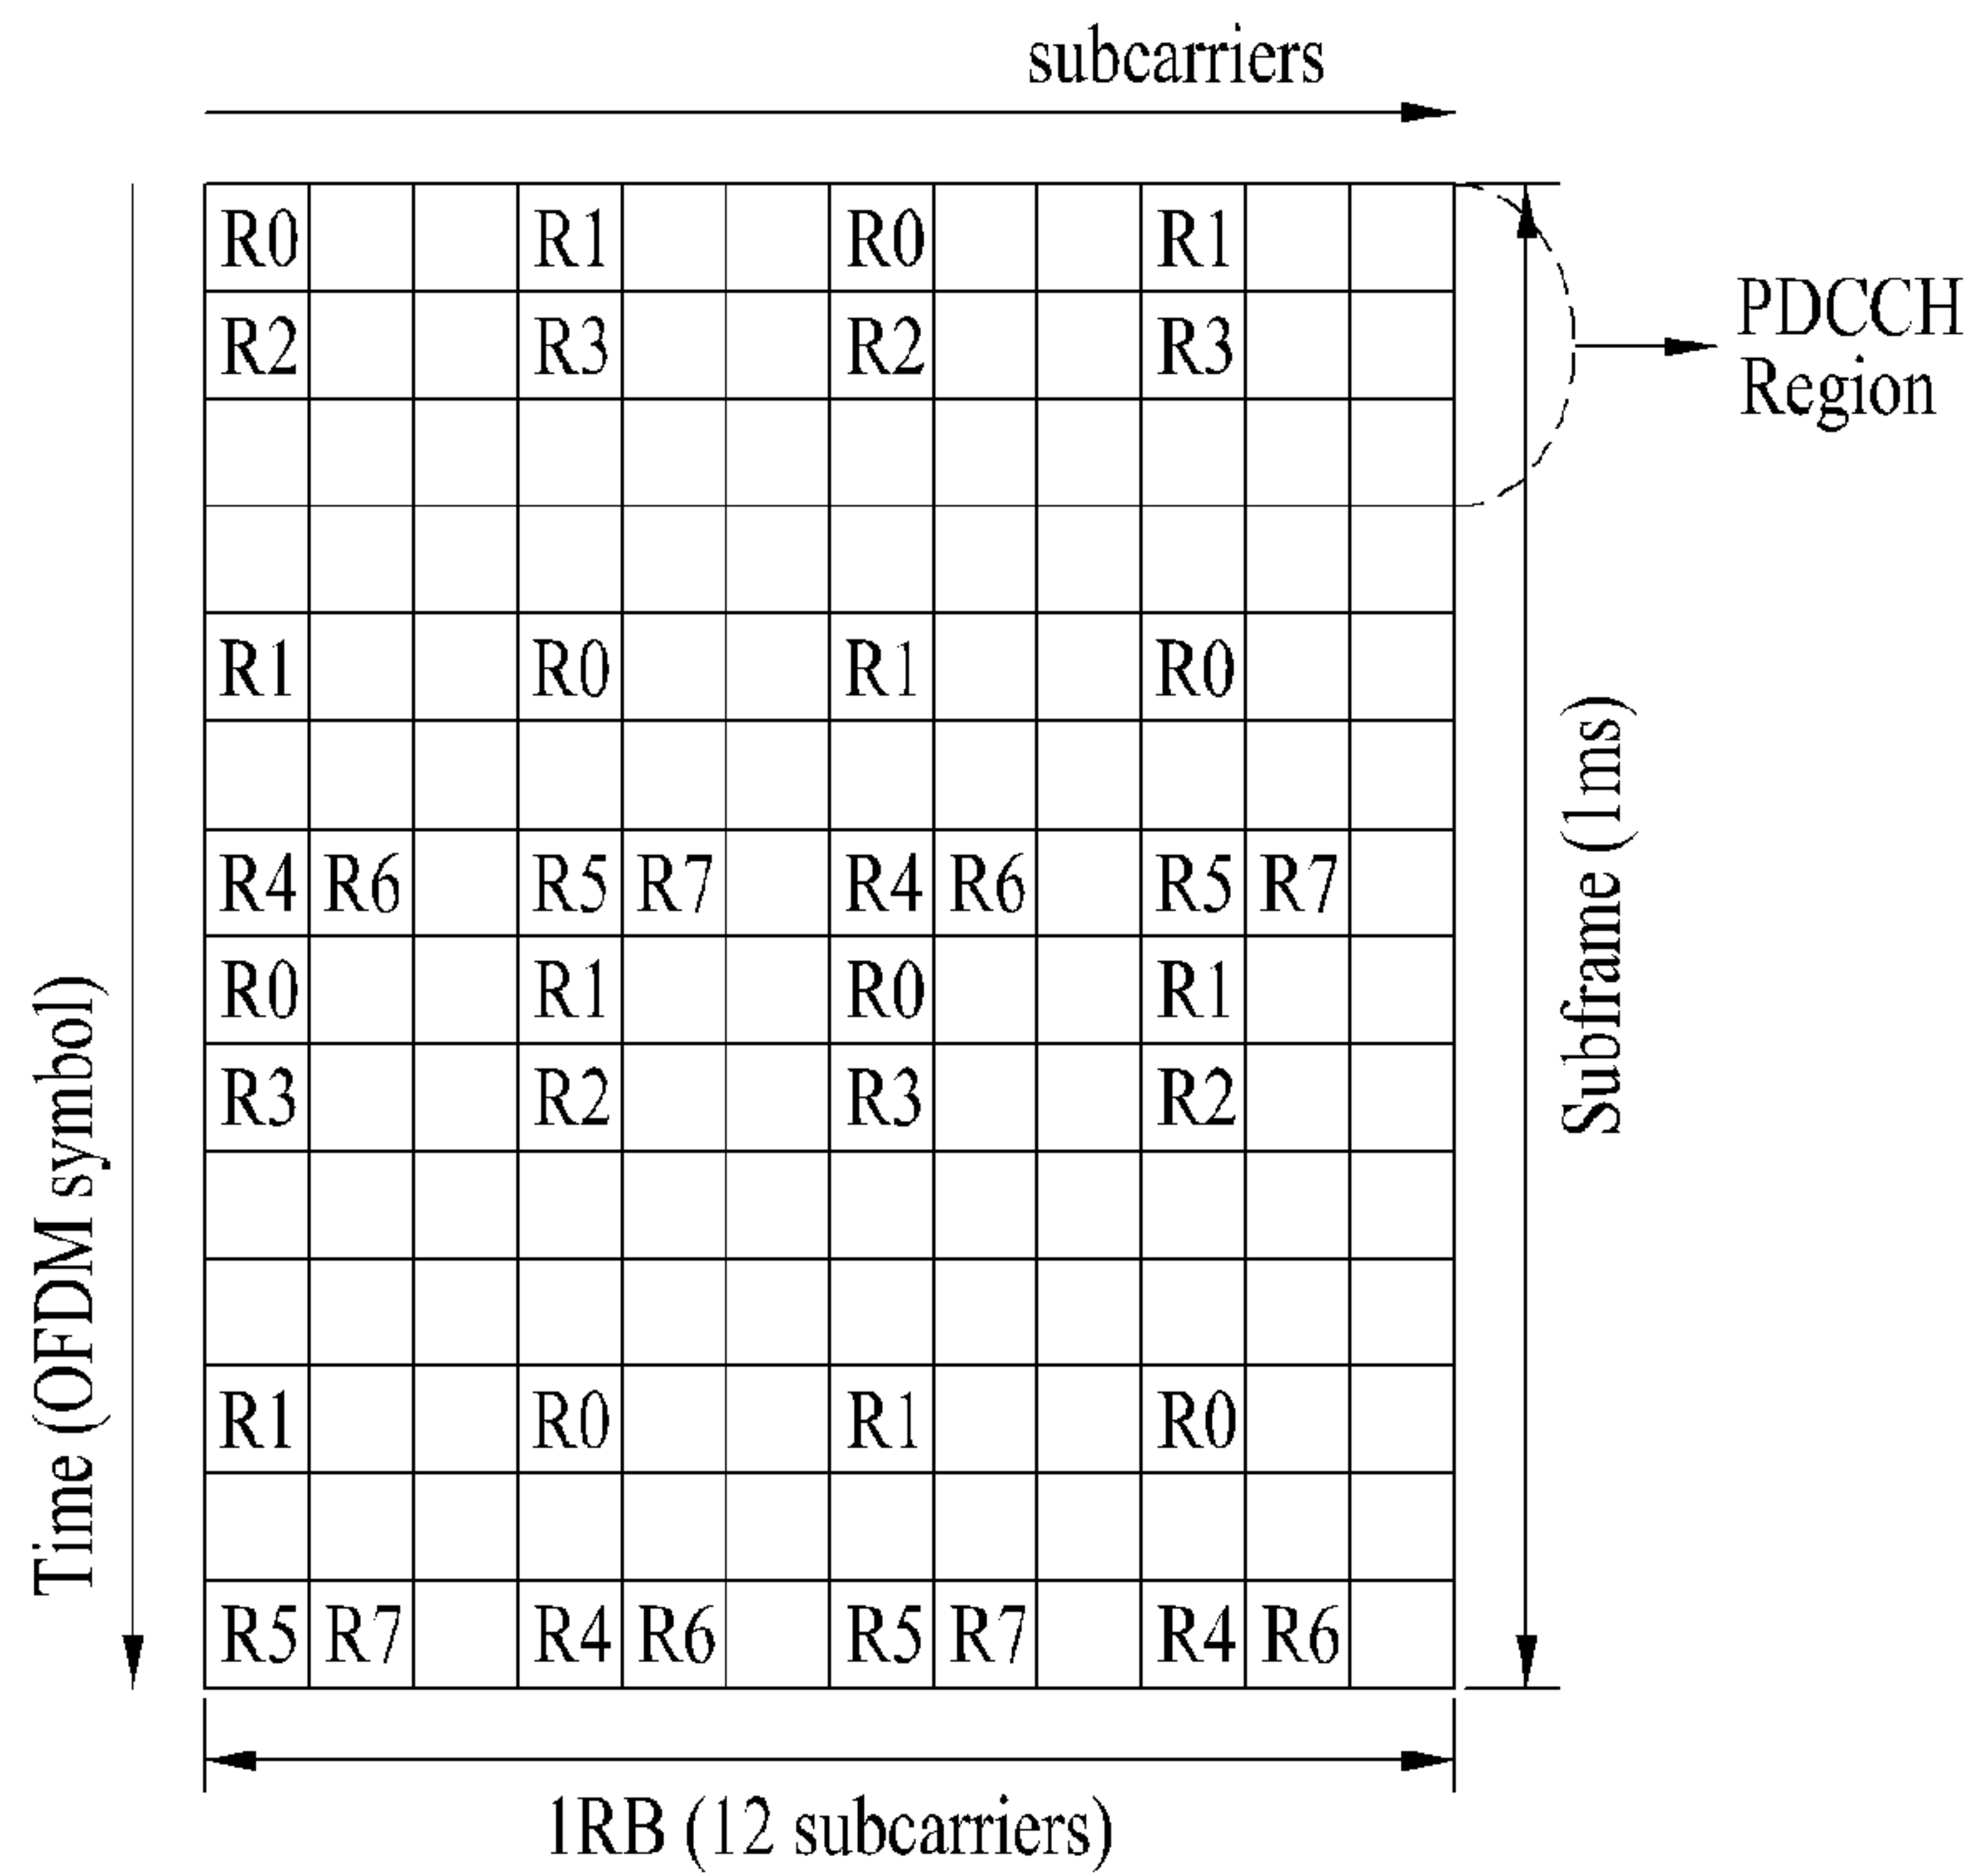 subcarriers
R0 R1 R0 R1
R2 R3 R2 R3
PDCCH
Region
R1 R0 R1 R0
R4 R6 R5 R7 R4 R6 R5 R7
R0 R1 R0 R1
R3 R2 R3 R2
R1 R0 R1 R0
R5 R7 R4 R6 R5 R7 R4 R6
Time (OFDM symbol)
Subframe (1ms)
1RB (12 subcarriers)